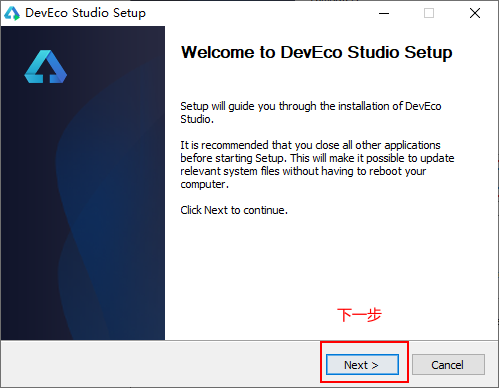 DevEco Studio Setup
Welcome to DevEco Studio Setup
Setup will guide you through the installation of DevEco
Studio.
It is recommended that you close all other applications
before starting Setup. This will make it possible to update
relevant system files without having to reboot your
computer.
Click Next to continue.
下一步
Next >
Cancel